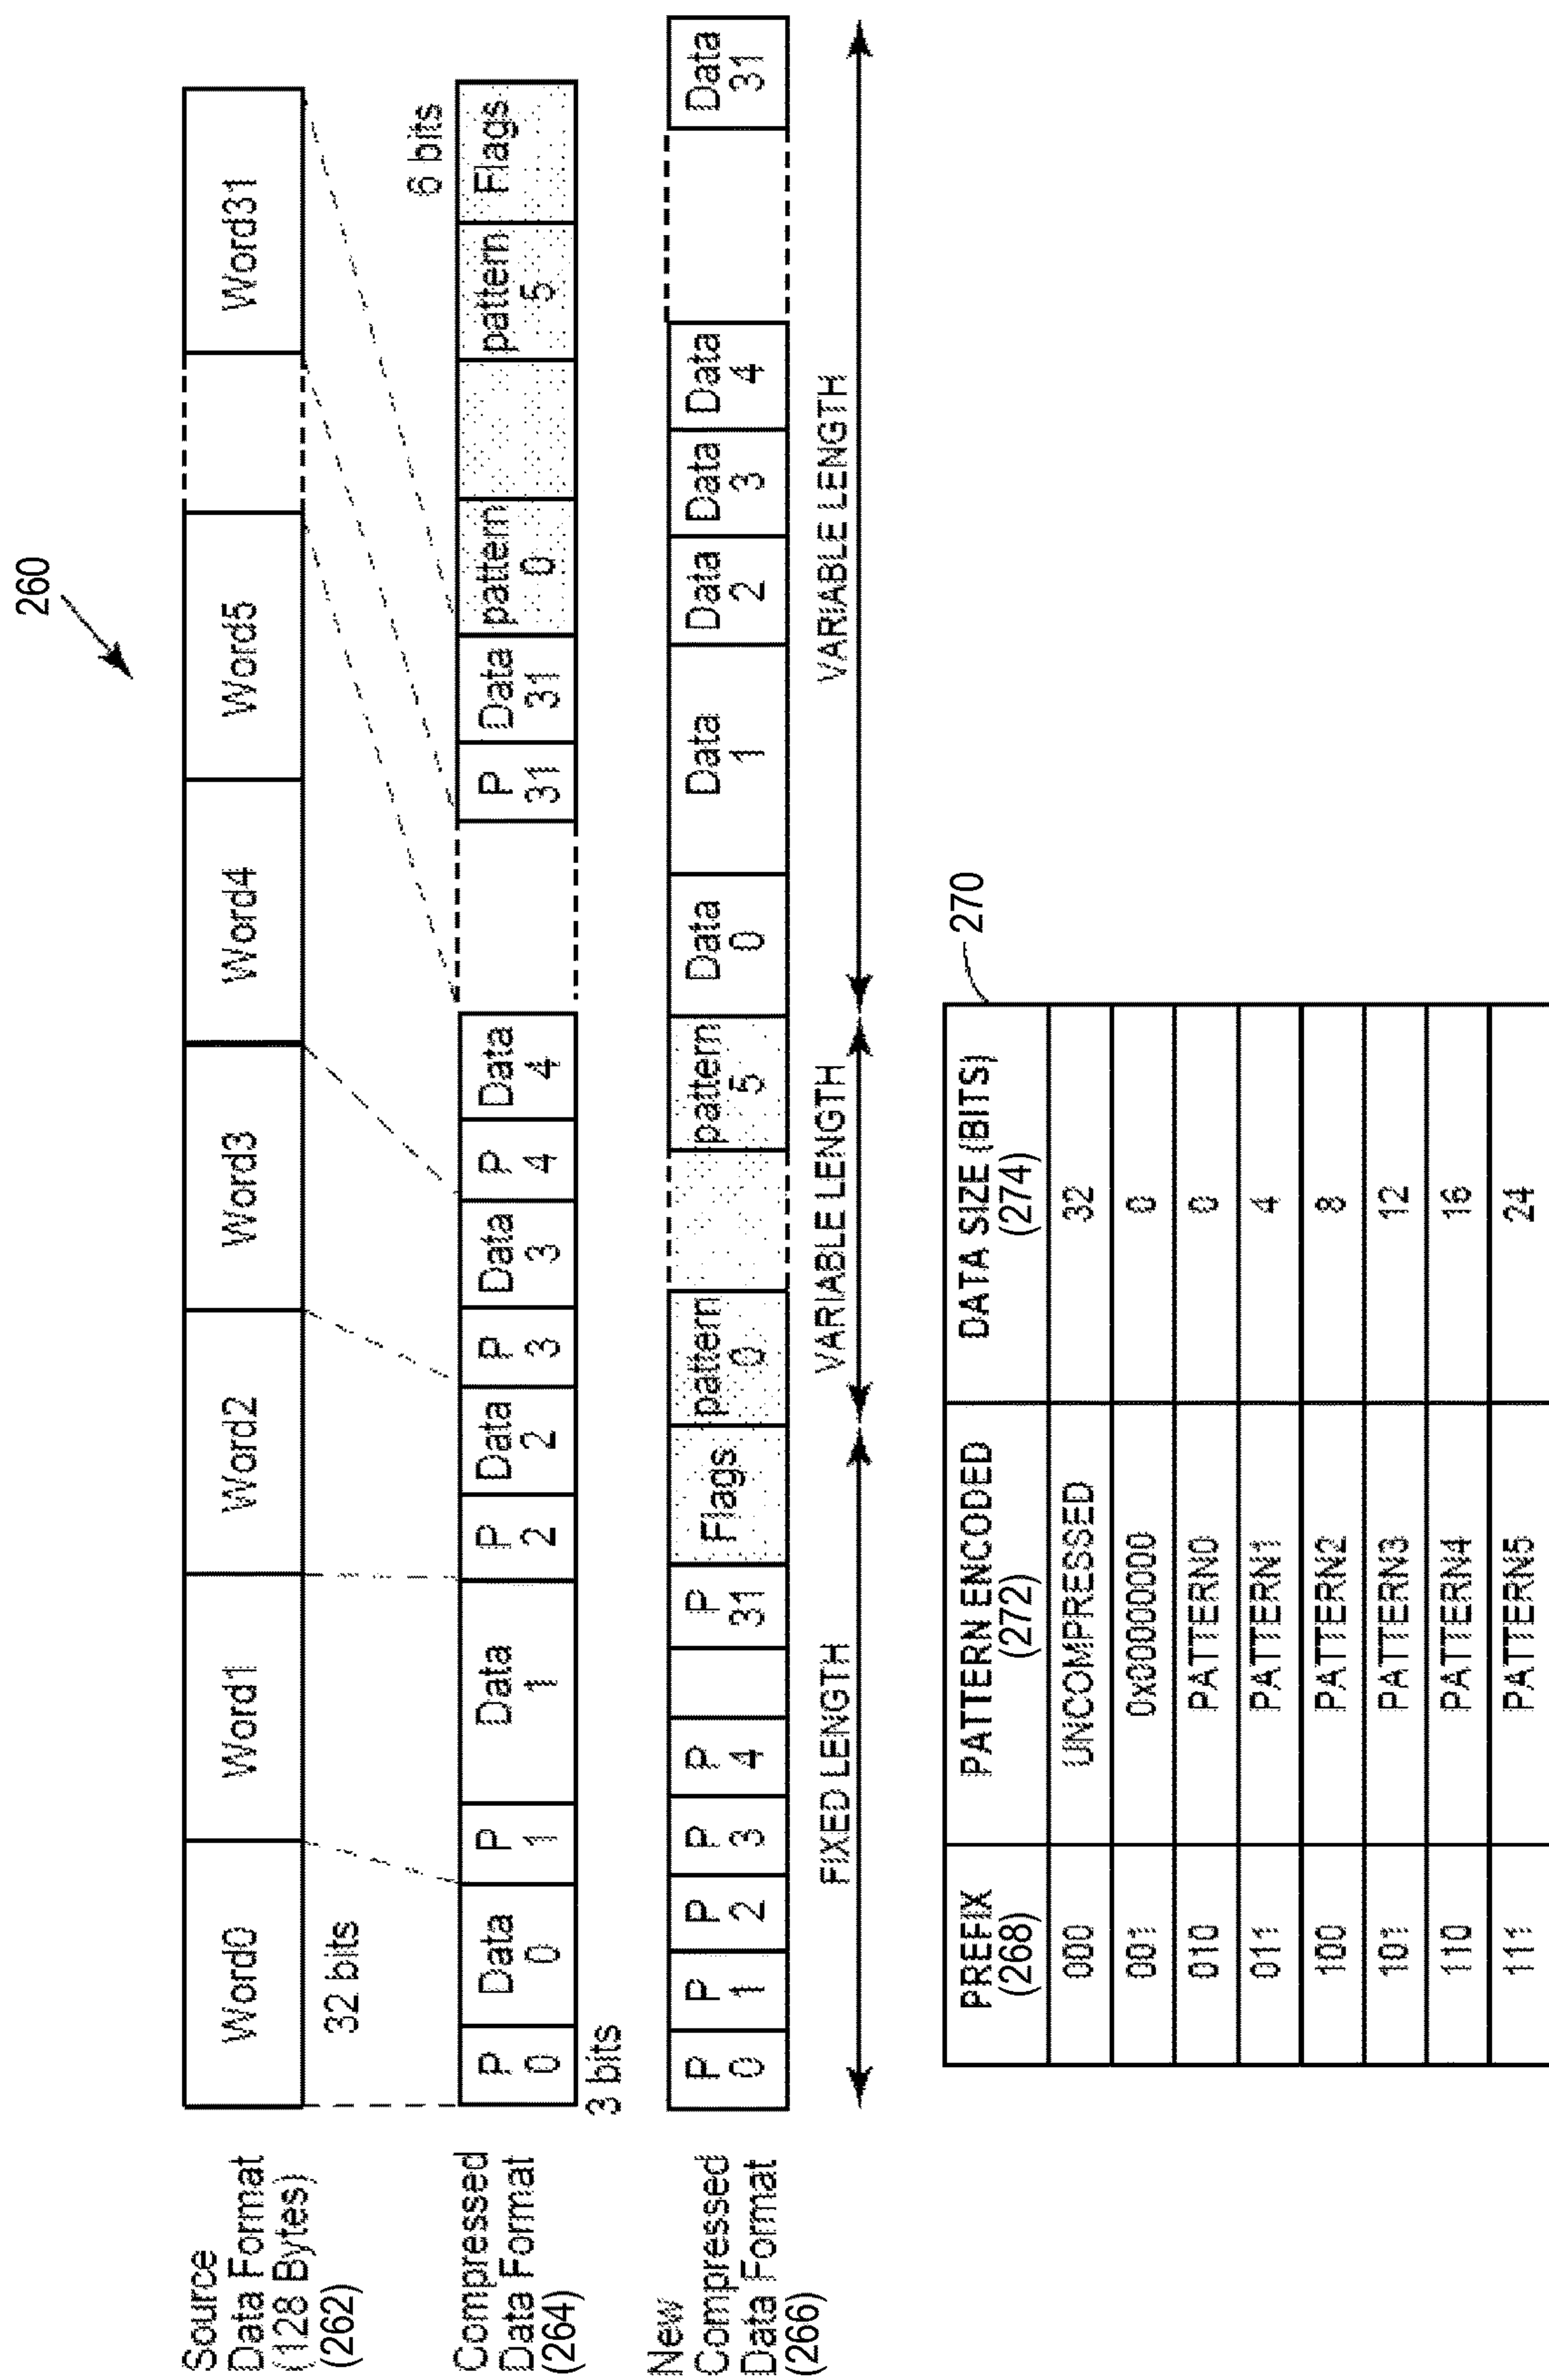 260
Source
Data Format
(128 Bytes)
(262)
Word0
Word1
Word2
Word3
Word4
Word5
Word31
32 bits
6 bits
Compressed
Data Format
(264)
P
0
Data
0
P
1
Data
1
P
2
Data
2
P
3
Data
3
P
4
Data
4
P
31
Data
31
pattern
0
pattern
5
Flags
3 bits
New
Compressed
Data Format
(266)
P
0
P
1
P
2
P
3
P
4
P
31
Flags
pattern
0
pattern
5
Data
0
Data
1
Data
2
Data
3
Data
4
Data
31
FIXED LENGTH
VARIABLE LENGTH
VARIABLE LENGTH
270
PREFIX
(268)
PATTERN ENCODED
(272)
DATA SIZE (BITS)
(274)
000 UNCOMPRESSED 32
001 0x00000000 0
010 PATTERN0 0
011 PATTERN1 4
100 PATTERN2 8
101 PATTERN3 12
110 PATTERN4 16
111 PATTERN5 24